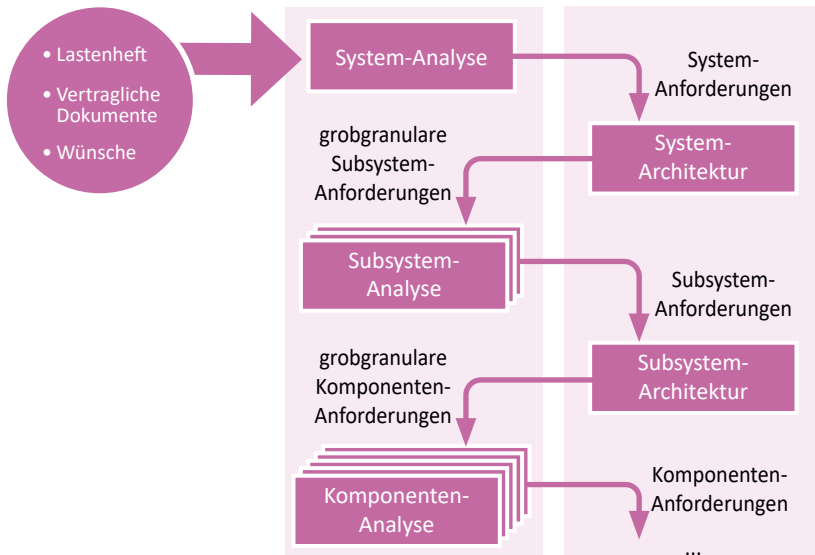 • Lastenheft
• Vertragliche
Dokumente
• Wünsche
System-Analyse
System-
Anforderungen
System-
Architektur
grobgranulare
Subsystem-
Anforderungen
Subsystem-
Analyse
Subsystem-
Anforderungen
Subsystem-
Architektur
grobgranulare
Komponenten-
Anforderungen
Komponenten-
Analyse
Komponenten-
Anforderungen
...